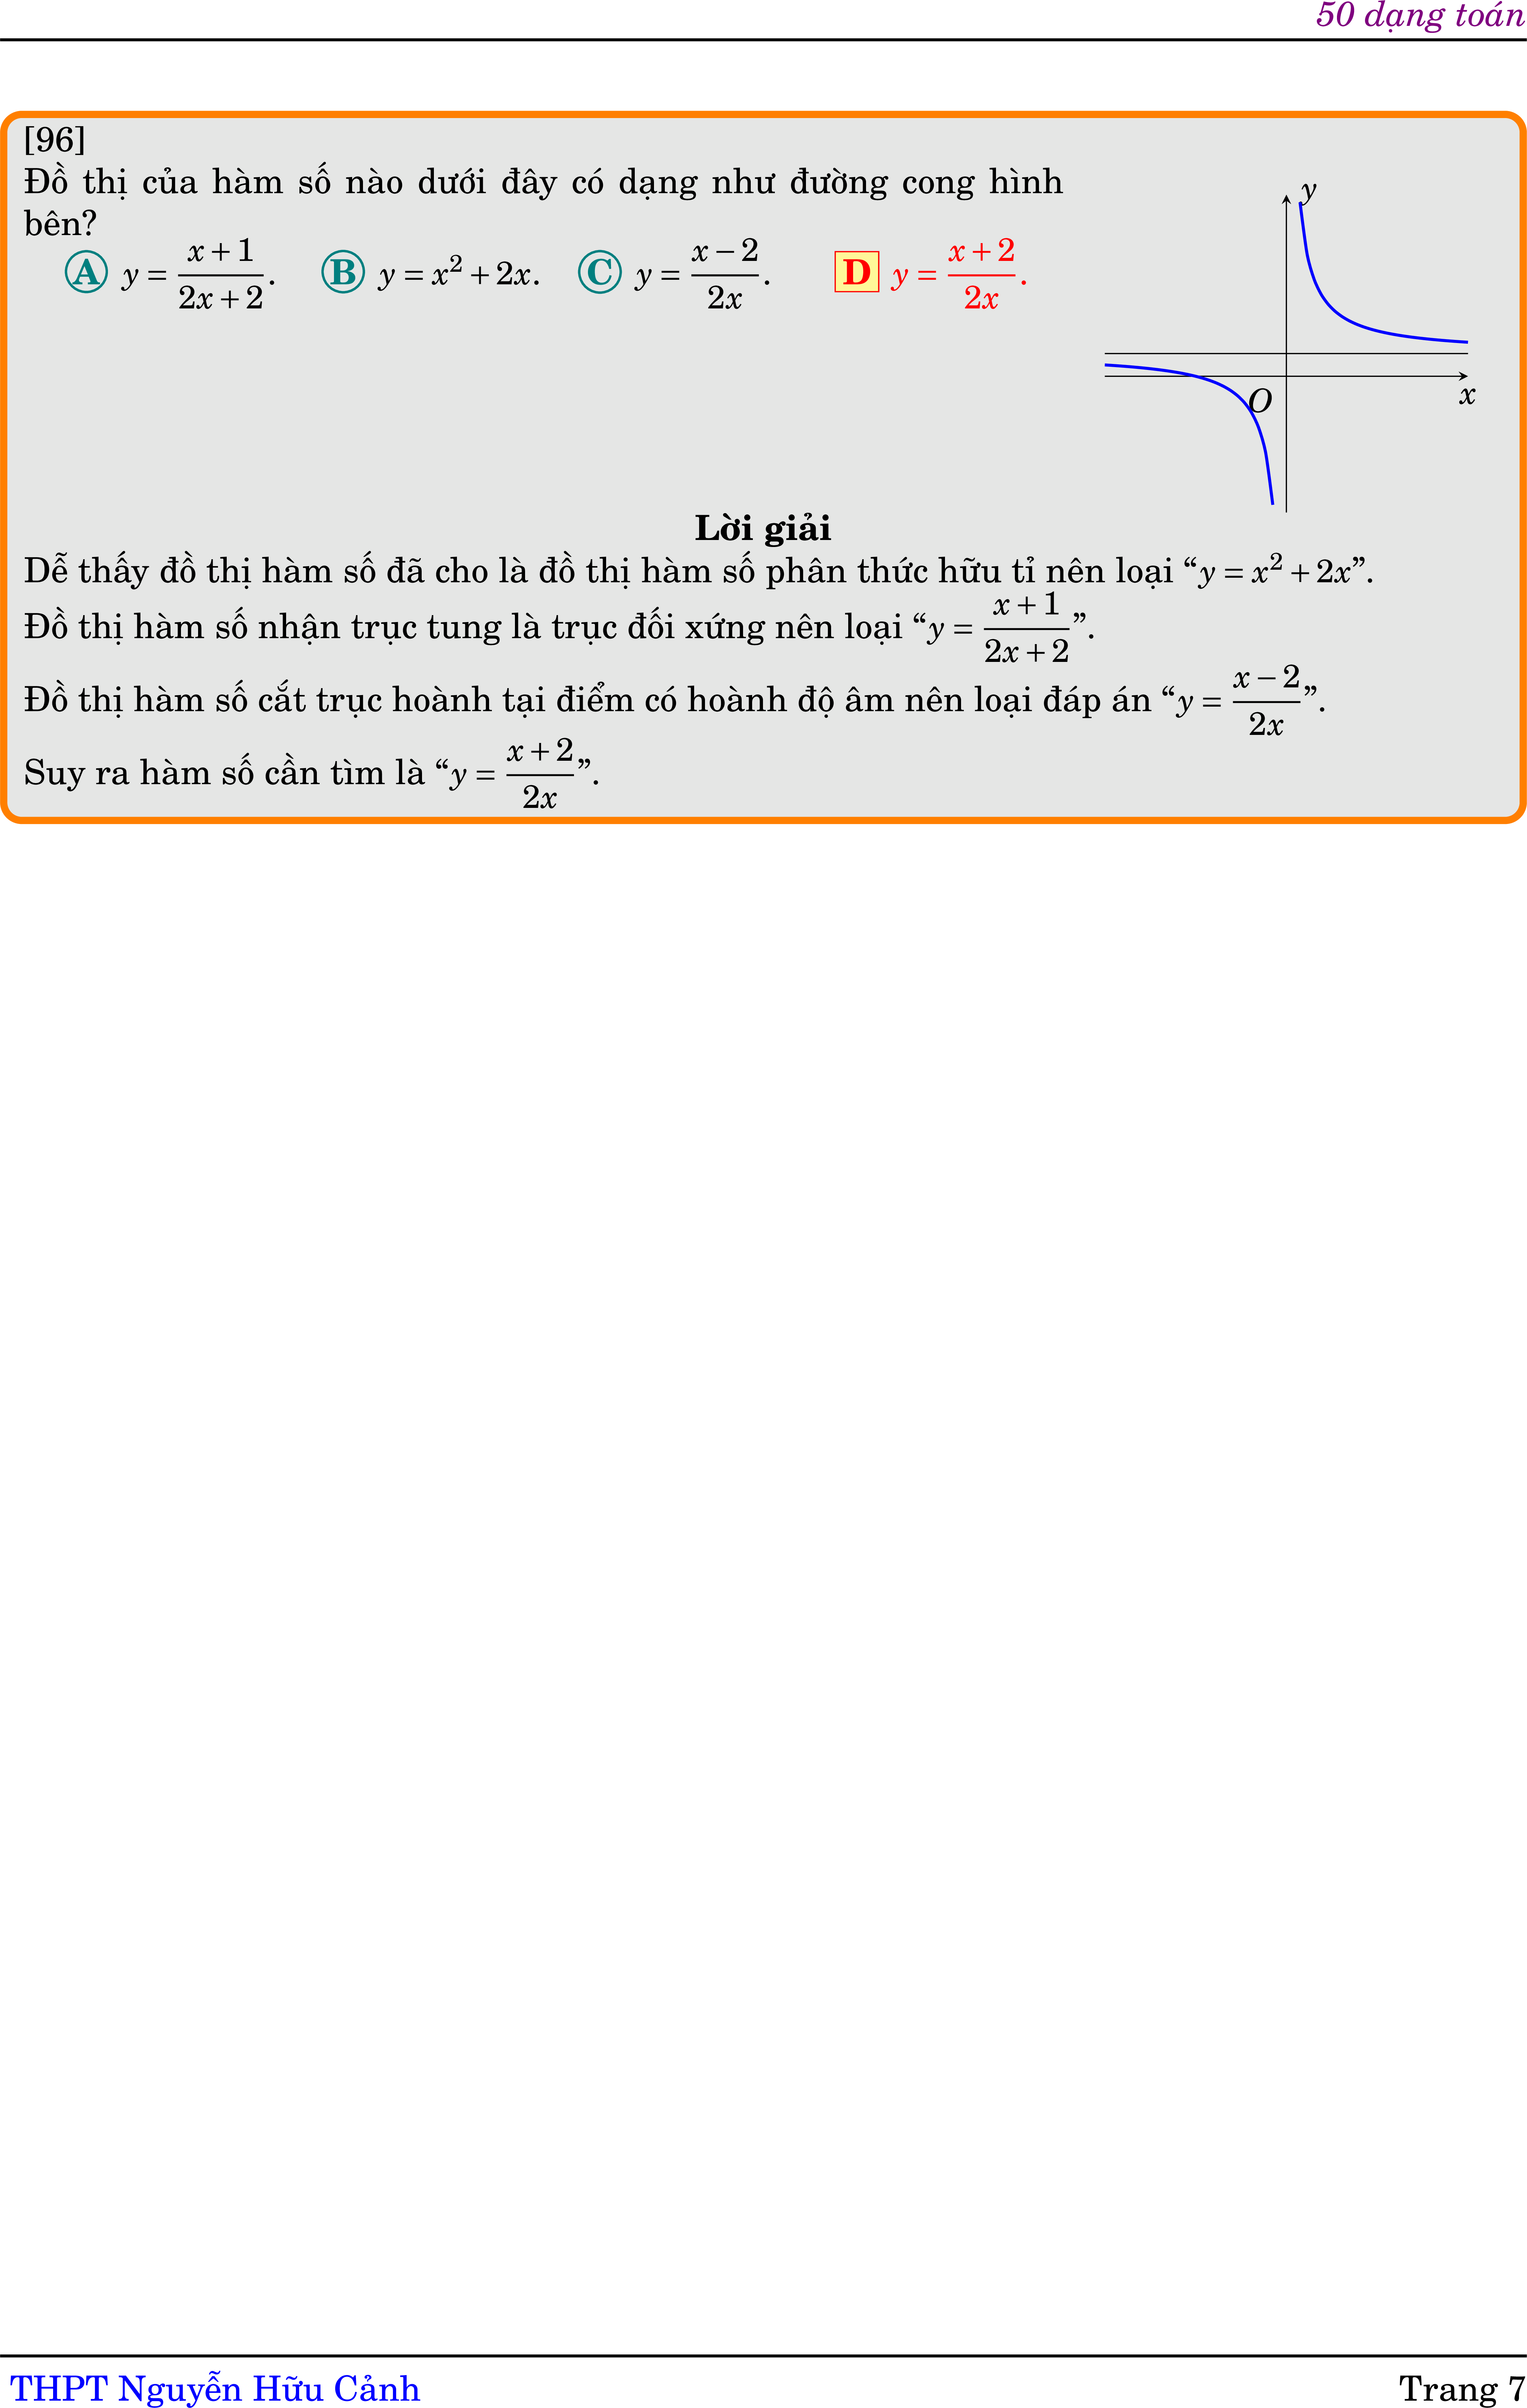 50 dạng toán
[96]
Đồ thị của hàm số nào dưới đây có dạng như đường cong hình
bên?
A y = \frac{x+1}{2x+2}. B y = x^2 + 2x. C y = \frac{x-2}{2x}. D y = \frac{x+2}{2x}.
y
O
x
Lời giải
Dễ thấy đồ thị hàm số đã cho là đồ thị hàm số phân thức hữu tỉ nên loại “y = x^2 + 2x”.
Đồ thị hàm số nhận trục tung là trục đối xứng nên loại “y = \frac{x+1}{2x+2}”.
Đồ thị hàm số cắt trục hoành tại điểm có hoành độ âm nên loại đáp án “y = \frac{x-2}{2x}”.
Suy ra hàm số cần tìm là “y = \frac{x+2}{2x}”.
THPT Nguyễn Hữu Cảnh Trang 7